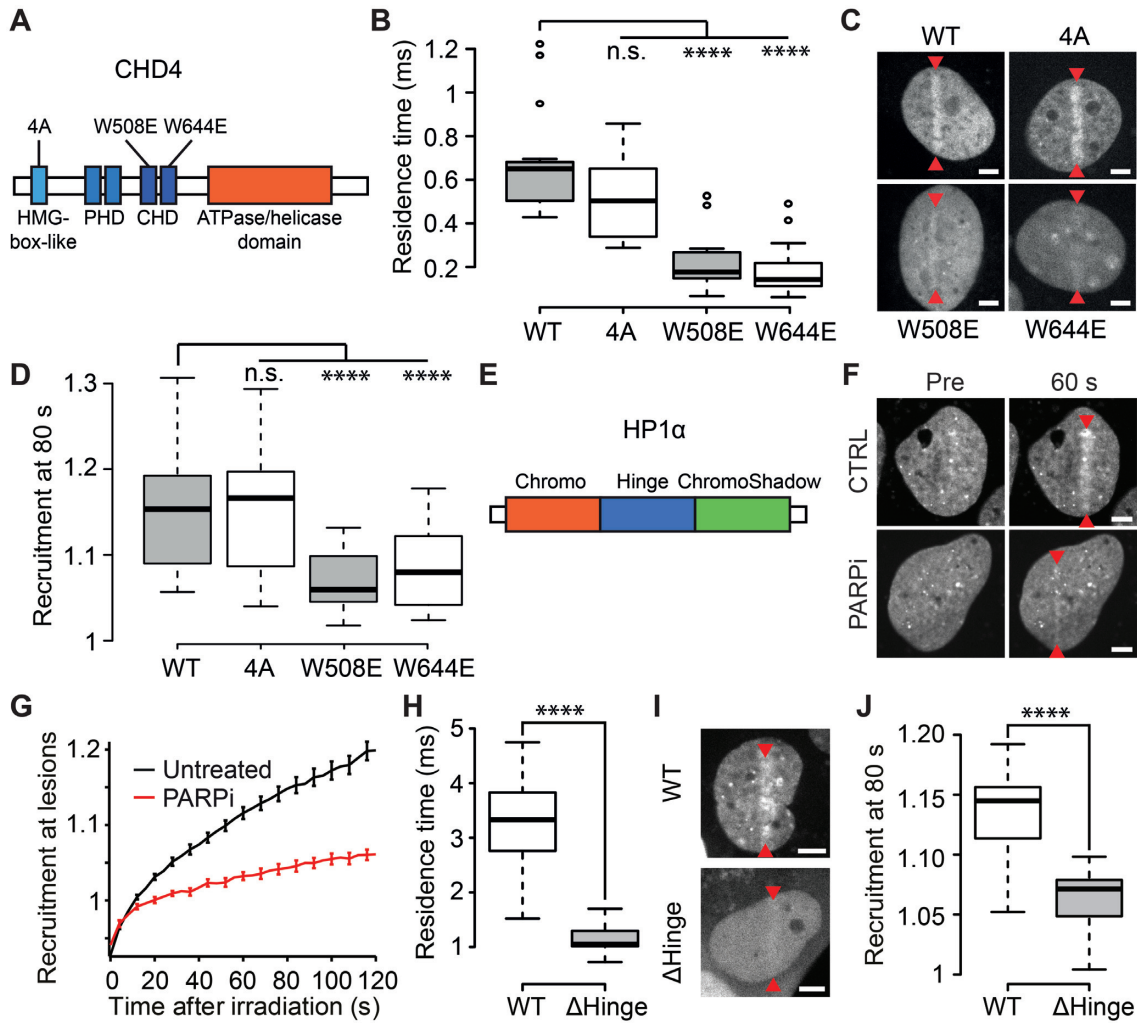 A
CHD4
4A
W508E
W644E
HMG-
box-like
PHD
CHD
ATPase/helicase
domain
B
Residence time (ms)
1.2
1
0.8
0.6
0.4
0.2
n.s.
****
****
WT
4A
W508E
W644E
C
WT
4A
W508E
W644E
D
Recruitment at 80 s
1.3
1.2
1.1
1
n.s.
****
****
WT
4A
W508E
W644E
E
HP1α
Chromo
Hinge
ChromoShadow
F
Pre
60 s
CTRL
PARPi
G
Recruitment at lesions
1.2
1.1
1
Untreated
PARPi
0
20
40
60
80
100
120
Time after irradiation (s)
H
Residence time (ms)
5
4
3
2
1
****
WT
ΔHinge
I
WT
ΔHinge
J
Recruitment at 80 s
1.20
1.15
1.10
1.05
1
****
WT
ΔHinge